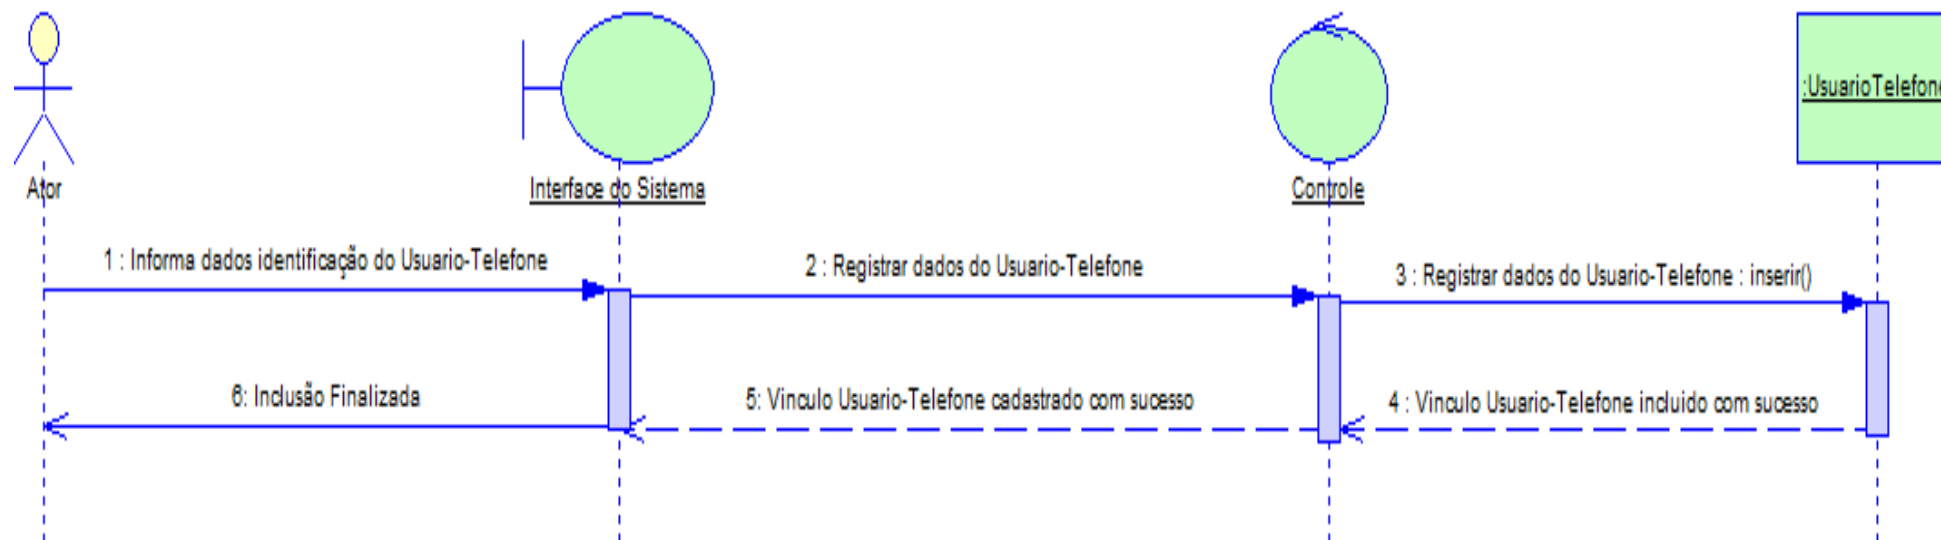 :UsuarioTelefone
Ator
Interface do Sistema
Controle
1 : Informa dados identificação do Usuario-Telefone
2 : Registrar dados do Usuario-Telefone
3 : Registrar dados do Usuario-Telefone : inserir()
6: Inclusão Finalizada
5: Vinculo Usuario-Telefone cadastrado com sucesso
4 : Vinculo Usuario-Telefone incluido com sucesso